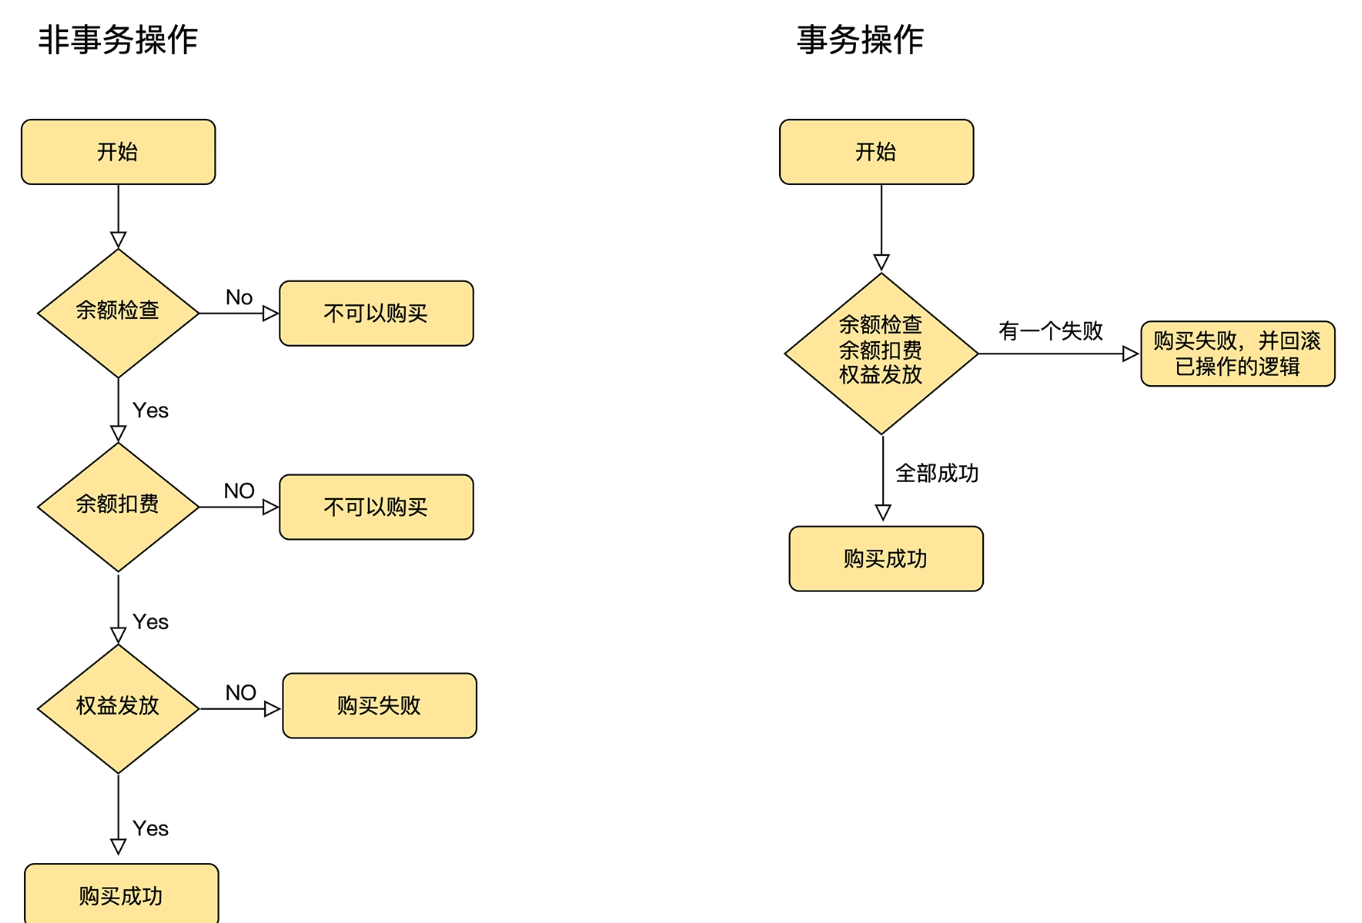 非事务操作
开始
余额检查
No
不可以购买
Yes
余额扣费
NO
不可以购买
Yes
权益发放
NO
购买失败
Yes
购买成功
事务操作
开始
余额检查
余额扣费
权益发放
有一个失败
购买失败，并回滚
已操作的逻辑
全部成功
购买成功